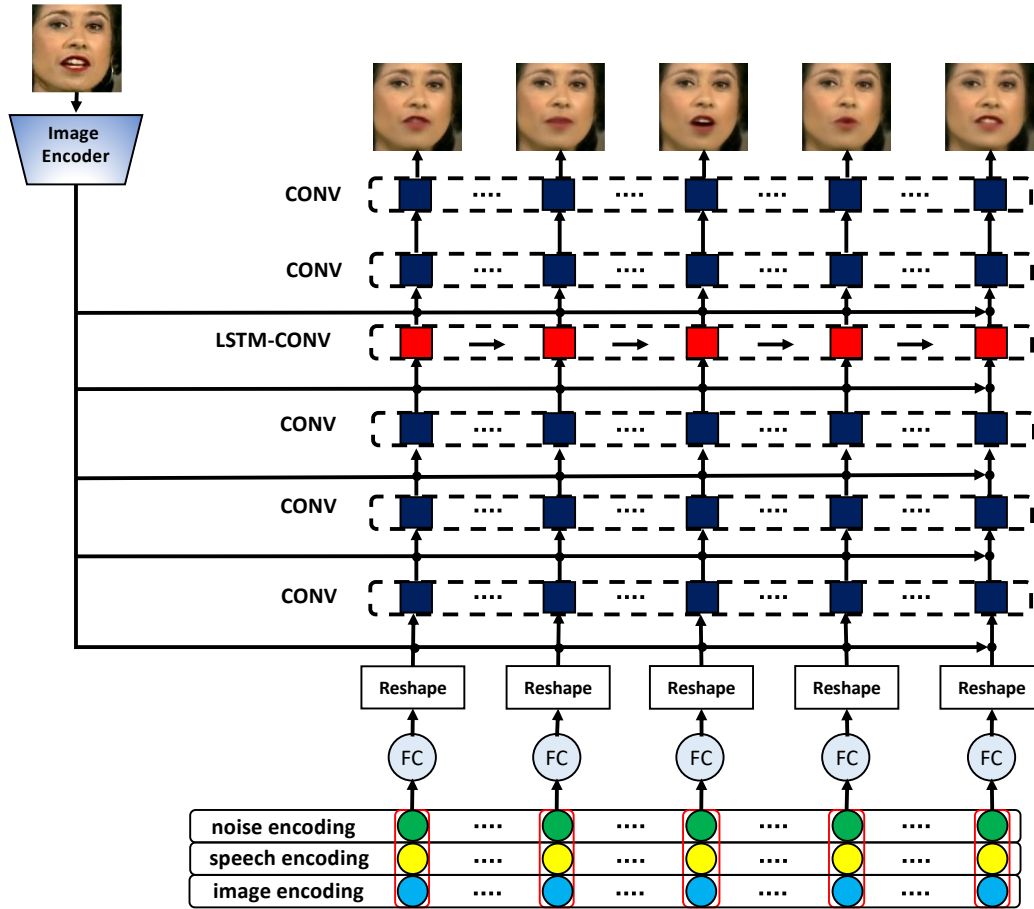 Image
Encoder
CONV
CONV
LSTM-CONV
CONV
CONV
CONV
Reshape Reshape Reshape Reshape Reshape
FC FC FC FC FC
noise encoding
speech encoding
image encoding